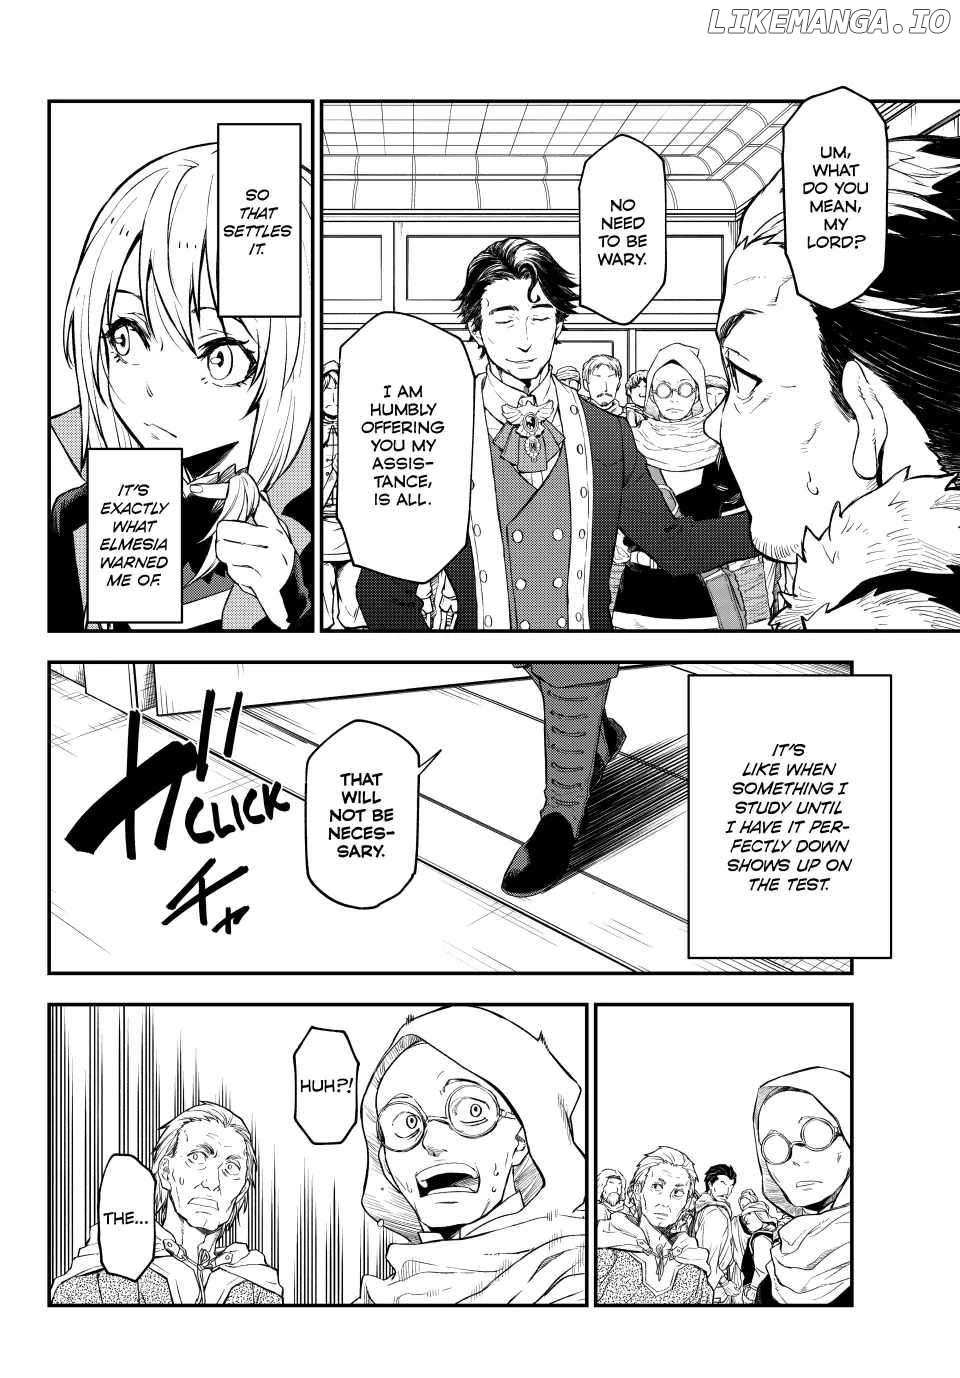 LIKEMANGA.IO
UM,
WHAT
DO YOU
MEAN,
MY
LORD?
NO
NEED
TO BE
WARY.
I AM
HUMBLY
OFFERING
YOU MY
ASSIS-
TANCE,
IS ALL.
SO
THAT
SETTLES
IT.
IT'S
EXACTLY
WHAT
ELMESIA
WARNED
ME OF.
IT'S
LIKE WHEN
SOMETHING I
STUDY UNTIL
I HAVE IT PER-
FECTLY DOWN
SHOWS UP ON
THE TEST.
THAT
WILL
NOT BE
NECES-
SARY.
ガチャ
CLICK
HUH?!
THE...